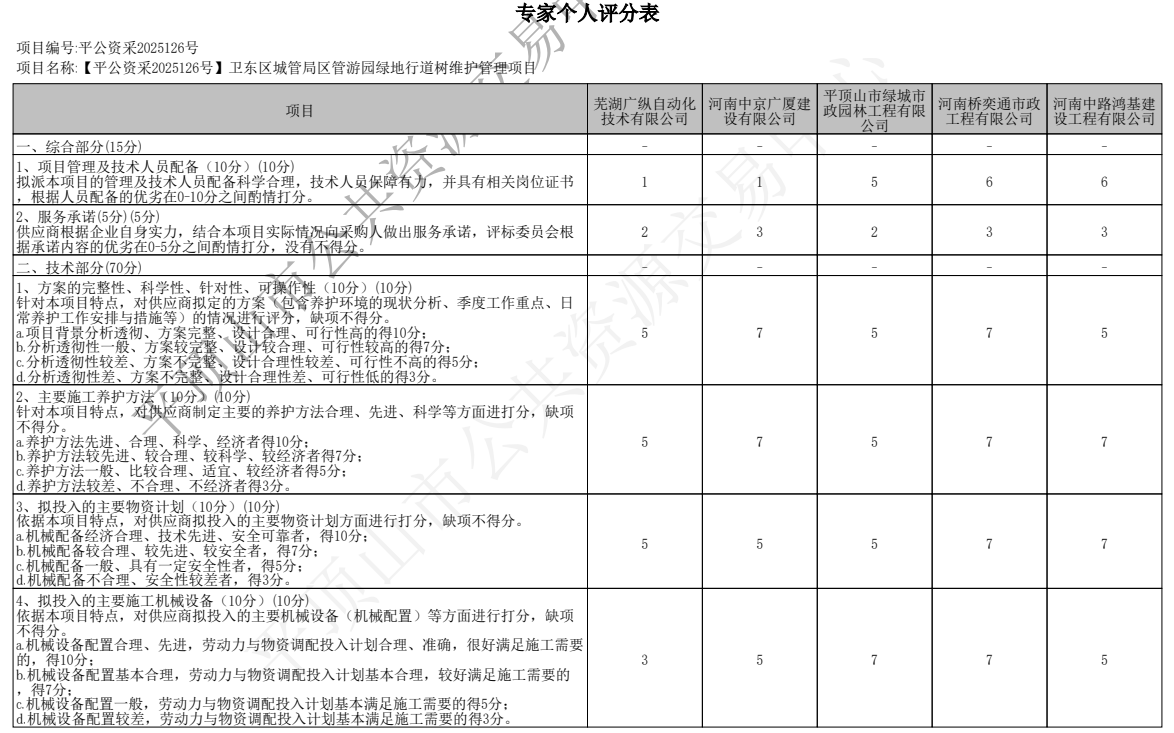 专家个人评分表
项目编号:平公资采2025126号
项目名称:【平公资采2025126号】卫东区城管局区管游园绿地行道树维护管理项目
项目
芜湖广纵自动化
技术有限公司
河南中京广厦建
设有限公司
平顶山市绿城市
政园林工程有限
公司
河南桥奕通市政
工程有限公司
河南中路鸿基建
设工程有限公司
一、综合部分(15分)
- - - - -
1、项目管理及技术人员配备（10分）(10分)
拟派本项目的管理及技术人员配备科学合理，技术人员保障有力，并具有相关岗位证书
，根据人员配备的优劣在0-10分之间酌情打分。
1 1 5 6 6
2、服务承诺(5分)(5分)
供应商根据企业自身实力，结合本项目实际情况向采购人做出服务承诺，评标委员会根
据承诺内容的优劣在0-5分之间酌情打分，没有不得分。
2 3 2 3 3
二、技术部分(70分)
- - - - -
1、方案的完整性、科学性、针对性、可操作性（10分）(10分)
针对本项目特点，对供应商拟定的方案（包含养护环境的现状分析、季度工作重点、日
常养护工作安排与措施等）的情况进行评分，缺项不得分。
a.项目背景分析透彻、方案完整、设计合理、可行性高的得10分；
b.分析透彻性一般、方案较完整、设计较合理、可行性较高的得7分；
c.分析透彻性较差、方案不完整、设计合理性较差、可行性不高的得5分；
d.分析透彻性差、方案不完整、设计合理性差、可行性低的得3分。
5 7 5 7 5
2、主要施工养护方法（10分）(10分)
针对本项目特点，对供应商制定主要的养护方法合理、先进、科学等方面进行打分，缺项
不得分。
a.养护方法先进、合理、科学、经济者得10分；
b.养护方法较先进、较合理、较科学、较经济者得7分；
c.养护方法一般、比较合理、适宜、较经济者得5分；
d.养护方法较差、不合理、不经济者得3分。
5 7 5 7 7
3、拟投入的主要物资计划（10分）(10分)
依据本项目特点，对供应商拟投入的主要物资计划方面进行打分，缺项不得分。
a.机械配备经济合理、技术先进、安全可靠者，得10分；
b.机械配备较合理、较先进、较安全者，得7分；
c.机械配备一般、具有一定安全性者，得5分；
d.机械配备不合理、安全性较差者，得3分。
5 5 5 7 7
4、拟投入的主要施工机械设备（10分）(10分)
依据本项目特点，对供应商拟投入的主要机械设备（机械配置）等方面进行打分，缺项
不得分。
a.机械设备配置合理、先进，劳动力与物资调配投入计划合理、准确，很好满足施工需要
的，得10分；
b.机械设备配置基本合理，劳动力与物资调配投入计划基本合理，较好满足施工需要的
，得7分；
c.机械设备配置一般，劳动力与物资调配投入计划基本满足施工需要的得5分；
d.机械设备配置较差，劳动力与物资调配投入计划基本满足施工需要的得3分。
3 5 7 7 5
平顶山市公共资源交易中心
平顶山市公共资源交易中心